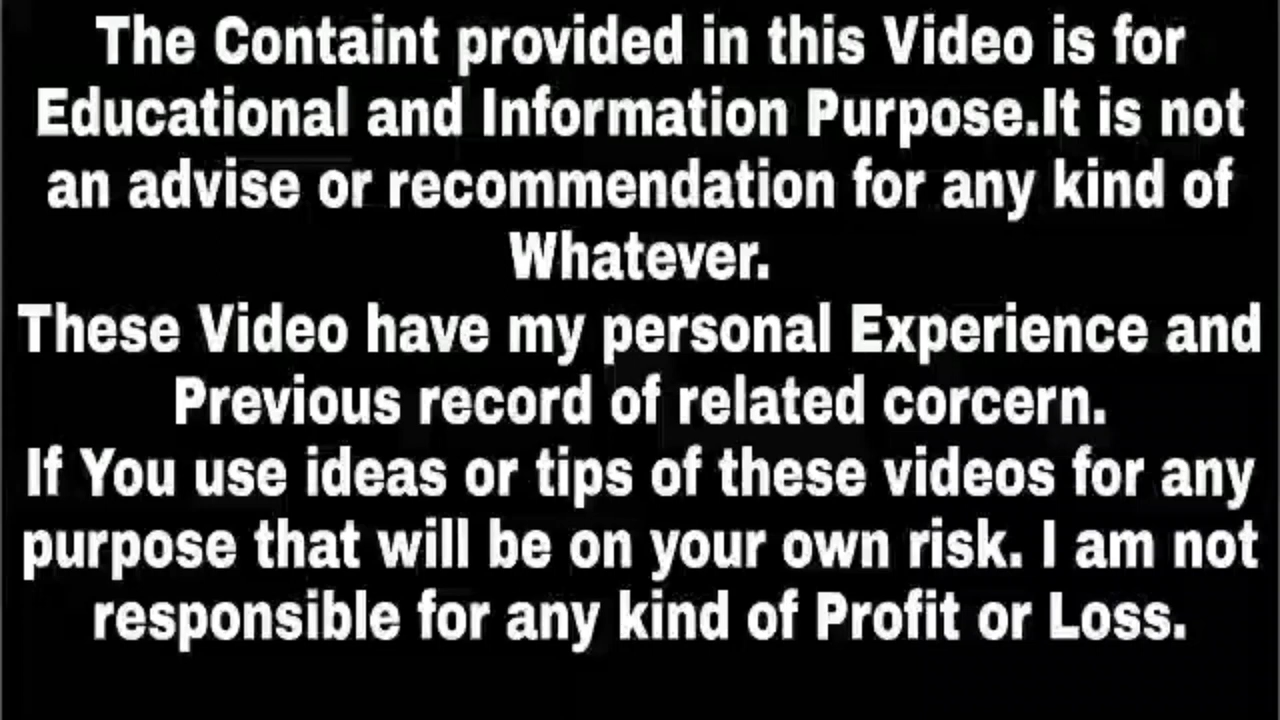 The Containt provided in this Video is for
Educational and Information Purpose.It is not
an advise or recommendation for any kind of
Whatever.
These Video have my personal Experience and
Previous record of related corcern.
If You use ideas or tips of these videos for any
purpose that will be on your own risk. I am not
responsible for any kind of Profit or Loss.